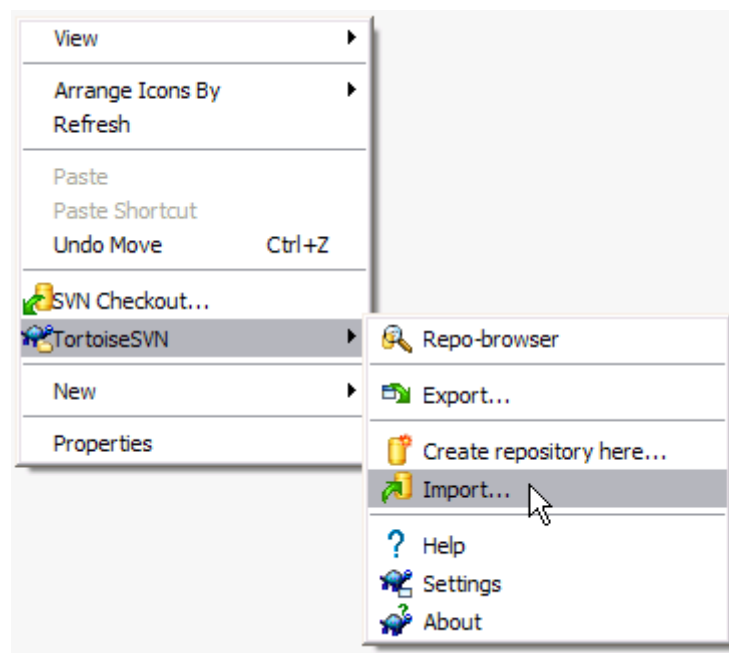 View
Arrange Icons By
Refresh
Paste
Paste Shortcut
Undo Move Ctrl+Z
SVN Checkout...
TortoiseSVN
New
Properties
Repo-browser
Export...
Create repository here...
Import...
Help
Settings
About